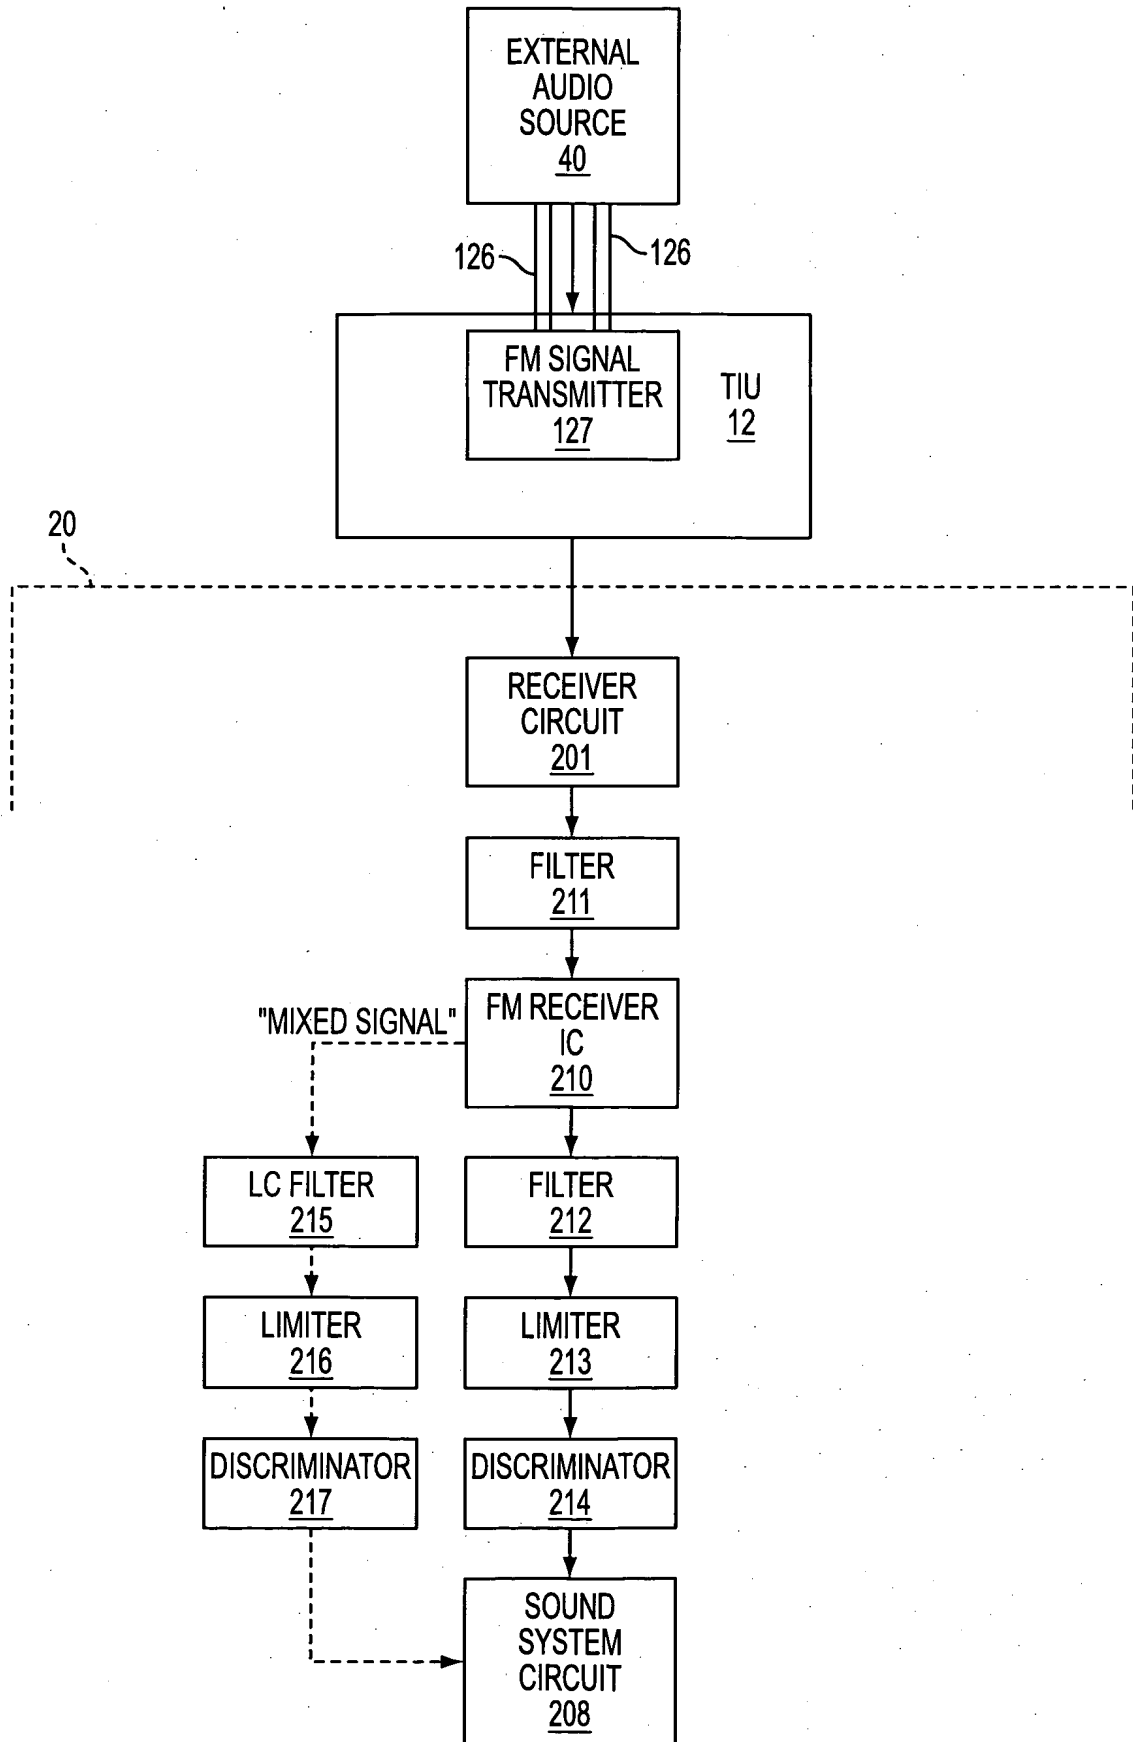 EXTERNAL
AUDIO
SOURCE
40
126
126
FM SIGNAL
TRANSMITTER
127
TIU
12
20
RECEIVER
CIRCUIT
201
FILTER
211
"MIXED SIGNAL"
FM RECEIVER
IC
210
LC FILTER
215
FILTER
212
LIMITER
216
LIMITER
213
DISCRIMINATOR
217
DISCRIMINATOR
214
SOUND
SYSTEM
CIRCUIT
208